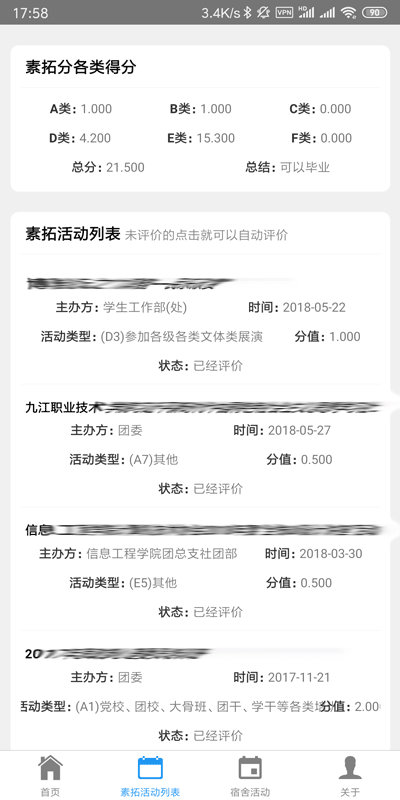 17:58 3.4K/s VPN HD 90
素拓分各类得分
A类: 1.000 B类: 1.000 C类: 0.000
D类: 4.200 E类: 15.300 F类: 0.000
总分: 21.500 总结: 可以毕业
素拓活动列表 未评价的点击就可以自动评价
主办方: 学生工作部(处) 时间: 2018-05-22
活动类型: (D3)参加各级各类文体类展演 分值: 1.000
状态: 已经评价
九江职业技术
主办方: 团委 时间: 2018-05-27
活动类型: (A7)其他 分值: 0.500
状态: 已经评价
信息
主办方: 信息工程学院团总支社团部 时间: 2018-03-30
活动类型: (E5)其他 分值: 0.500
状态: 已经评价
主办方: 团委 时间: 2017-11-21
活动类型: (A1)党校、团校、大骨班、团干、学干等各类 分值: 2.00
状态: 已经评价
首页 素拓活动列表 宿舍活动 关于